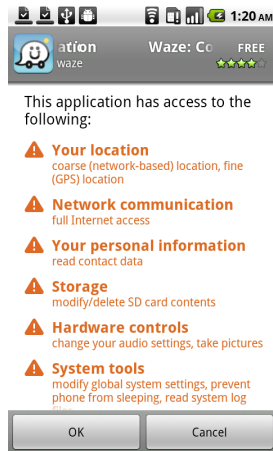 1:20 AM
ation Waze: Co FREE
waze
This application has access to the
following:
Your location
coarse (network-based) location, fine
(GPS) location
Network communication
full Internet access
Your personal information
read contact data
Storage
modify/delete SD card contents
Hardware controls
change your audio settings, take pictures
System tools
modify global system settings, prevent
phone from sleeping, read system log
OK Cancel